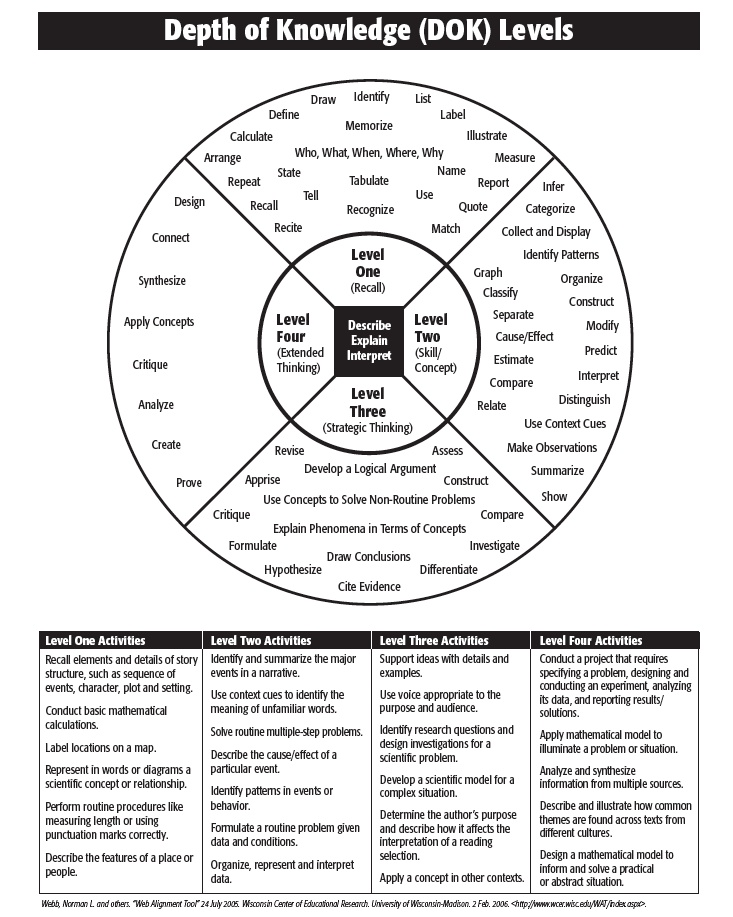 Depth of Knowledge (DOK) Levels
Draw
Identify
List
Define
Label
Memorize
Calculate
Illustrate
Who, What, When, Where, Why
Arrange
Measure
State
Name
Repeat
Tabulate
Report
Tell
Use
Recall
Recognize
Quote
Recite
Match
Infer
Categorize
Collect and Display
Identify Patterns
Graph
Organize
Classify
Construct
Separate
Modify
Cause/Effect
Predict
Estimate
Interpret
Compare
Distinguish
Relate
Use Context Cues
Make Observations
Summarize
Show
Design
Connect
Synthesize
Apply Concepts
Critique
Analyze
Create
Prove
Level
One
(Recall)
Level
Four
(Extended
Thinking)
Describe
Explain
Interpret
Level
Two
(Skill/
Concept)
Level
Three
(Strategic Thinking)
Revise
Assess
Develop a Logical Argument
Apprise
Construct
Use Concepts to Solve Non-Routine Problems
Critique
Compare
Explain Phenomena in Terms of Concepts
Formulate
Investigate
Draw Conclusions
Hypothesize
Differentiate
Cite Evidence
Level One Activities
Recall elements and details of story
structure, such as sequence of
events, character, plot and setting.
Conduct basic mathematical
calculations.
Label locations on a map.
Represent in words or diagrams a
scientific concept or relationship.
Perform routine procedures like
measuring length or using
punctuation marks correctly.
Describe the features of a place or
people.
Level Two Activities
Identify and summarize the major
events in a narrative.
Use context cues to identify the
meaning of unfamiliar words.
Solve routine multiple-step problems.
Describe the cause/effect of a
particular event.
Identify patterns in events or
behavior.
Formulate a routine problem given
data and conditions.
Organize, represent and interpret
data.
Level Three Activities
Support ideas with details and
examples.
Use voice appropriate to the
purpose and audience.
Identify research questions and
design investigations for a
scientific problem.
Develop a scientific model for a
complex situation.
Determine the author's purpose
and describe how it affects the
interpretation of a reading
selection.
Apply a concept in other contexts.
Level Four Activities
Conduct a project that requires
specifying a problem, designing and
conducting an experiment, analyzing
its data, and reporting results/
solutions.
Apply mathematical model to
illuminate a problem or situation.
Analyze and synthesize
information from multiple sources.
Describe and illustrate how common
themes are found across texts from
different cultures.
Design a mathematical model to
inform and solve a practical
or abstract situation.
Webb, Norman L. and others. "Web Alignment Tool" 24 July 2005. Wisconsin Center of Educational Research. University of Wisconsin-Madison. 2 Feb. 2006. <http://www.wcer.wisc.edu/WAT/index.aspx>.